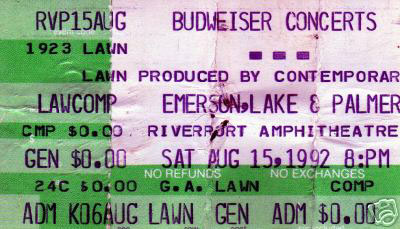 RVP15AUG BUDWEISER CONCERTS
1923 LAWN
LAWN PRODUCED BY CONTEMPORAR
LAWCOMP EMERSON, LAKE & PALMER
CMP $0.00 RIVERPORT AMPHITHEATRE
GEN $0.00 SAT AUG 15,1992 8:PM
NO REFUNDS NO EXCHANGES
24C $0.00 G.A. LAWN COMP
ADM K06AUG LAWN GEN ADM $0.00